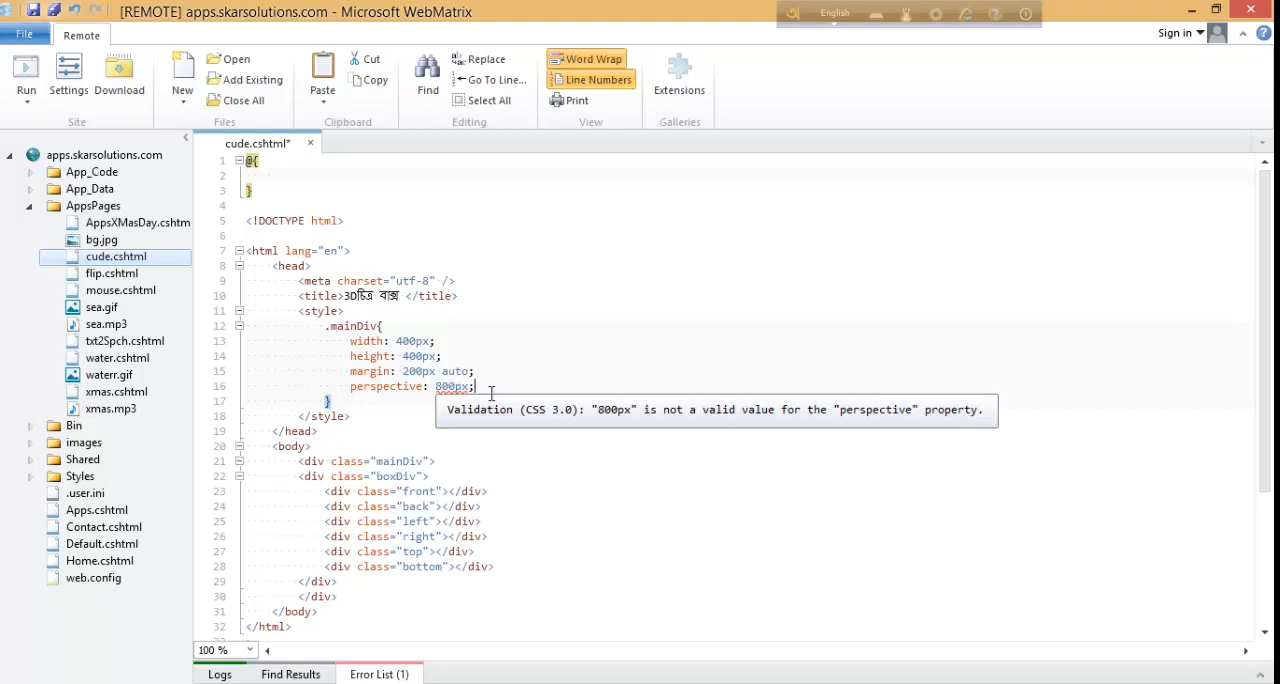 [REMOTE] apps.skarsolutions.com - Microsoft WebMatrix
English
File
Remote
Sign in
Run
Settings
Download
Site
New
Open
Add Existing
Close All
Files
Paste
Cut
Copy
Clipboard
Find
Replace
Go To Line...
Select All
Editing
Word Wrap
Line Numbers
Print
View
Extensions
Galleries
apps.skarsolutions.com
App_Code
App_Data
AppsPages
AppsXMasDay.cshtm
bg.jpg
cude.cshtml
flip.cshtml
mouse.cshtml
sea.gif
sea.mp3
txt2Spch.cshtml
water.cshtml
waterr.gif
xmas.cshtml
xmas.mp3
Bin
images
Shared
Styles
.user.ini
Apps.cshtml
Contact.cshtml
Default.cshtml
Home.cshtml
web.config
cude.cshtml*
1 @{
2
3 }
4
5 <!DOCTYPE html>
6
7 <html lang="en">
8 <head>
9 <meta charset="utf-8" />
10 <title>3Dচিত্র বাক্স </title>
11 <style>
12 .mainDiv{
13 width: 400px;
14 height: 400px;
15 margin: 200px auto;
16 perspective: 800px;
Validation (CSS 3.0): "800px" is not a valid value for the "perspective" property.
17 }
18 </style>
19 </head>
20 <body>
21 <div class="mainDiv">
22 <div class="boxDiv">
23 <div class="front"></div>
24 <div class="back"></div>
25 <div class="left"></div>
26 <div class="right"></div>
27 <div class="top"></div>
28 <div class="bottom"></div>
29 </div>
30 </div>
31 </body>
32 </html>
100 %
Logs
Find Results
Error List (1)